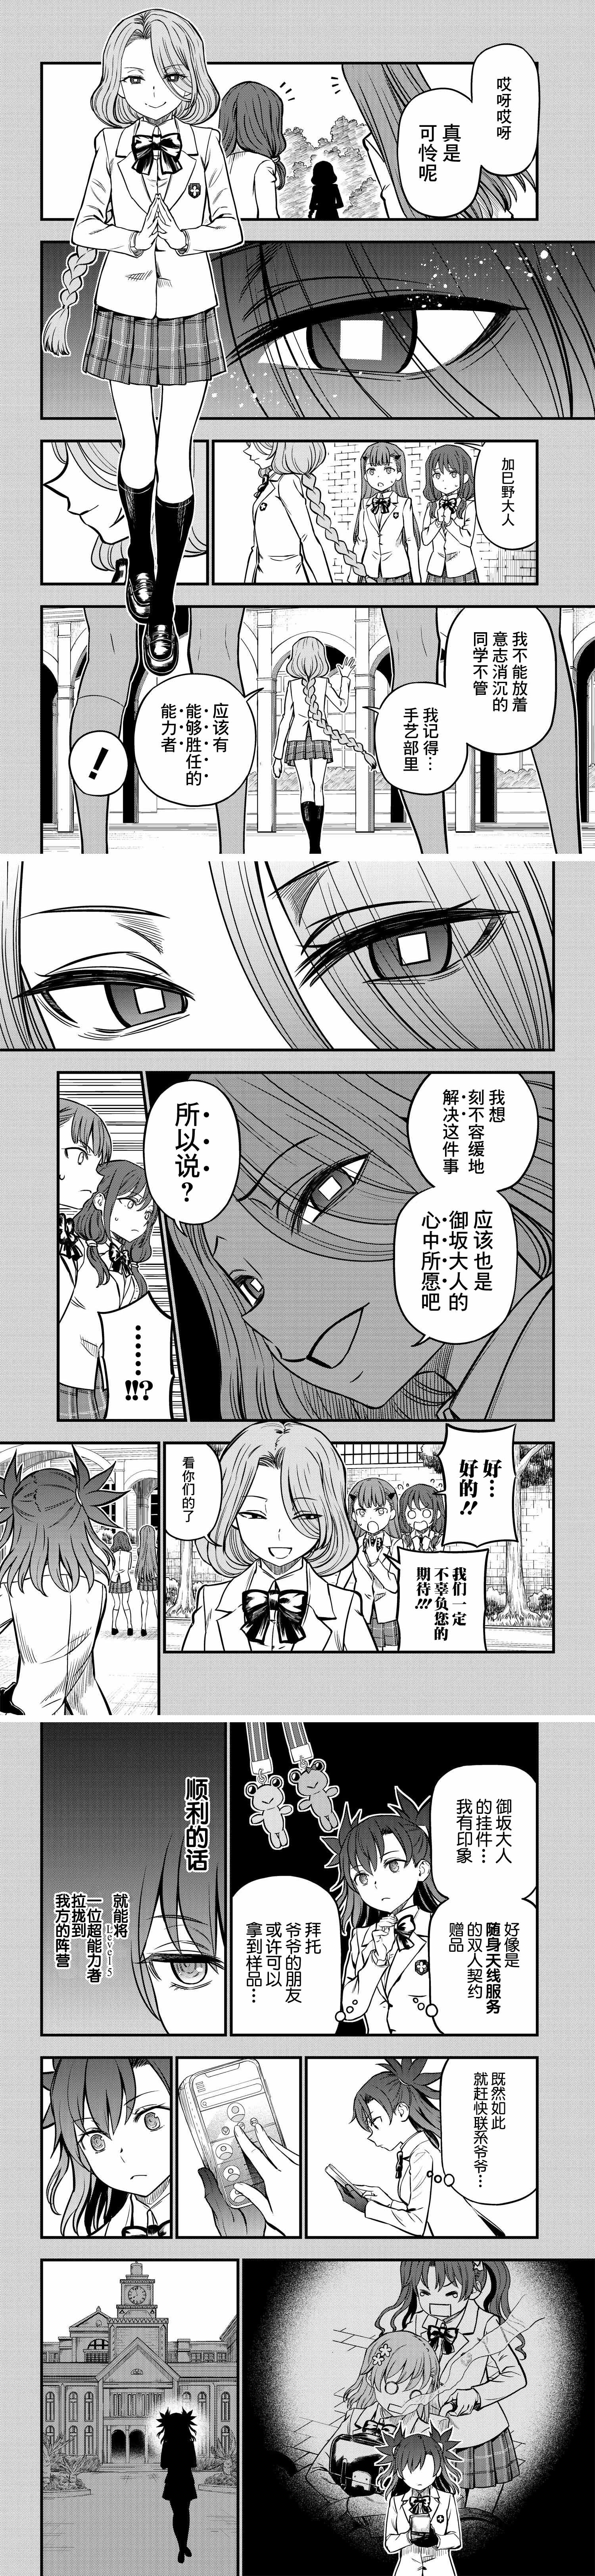 哎呀哎呀
真是
可怜呢
加巳野大人
我不能放着
意志消沉的
同学不管
我记得…
手艺部里
应该有
能够胜任的
能力者
!
我想
刻不容缓地
解决这件事
应该也是
御坂大人的
心中所愿吧
所以说?
……!!?
好…
好的!!
我们一定
不辜负您的
期待!!!
看你们的了
御坂大人
的挂件…
我有印象
好像是
随身天线服务
的双人契约
赠品
拜托
爷爷的朋友
或许可以
拿到样品…
顺利的话
就能将
一位超能力者
Level5
拉拢到
我方的阵营
既然如此
就赶快联系爷爷…